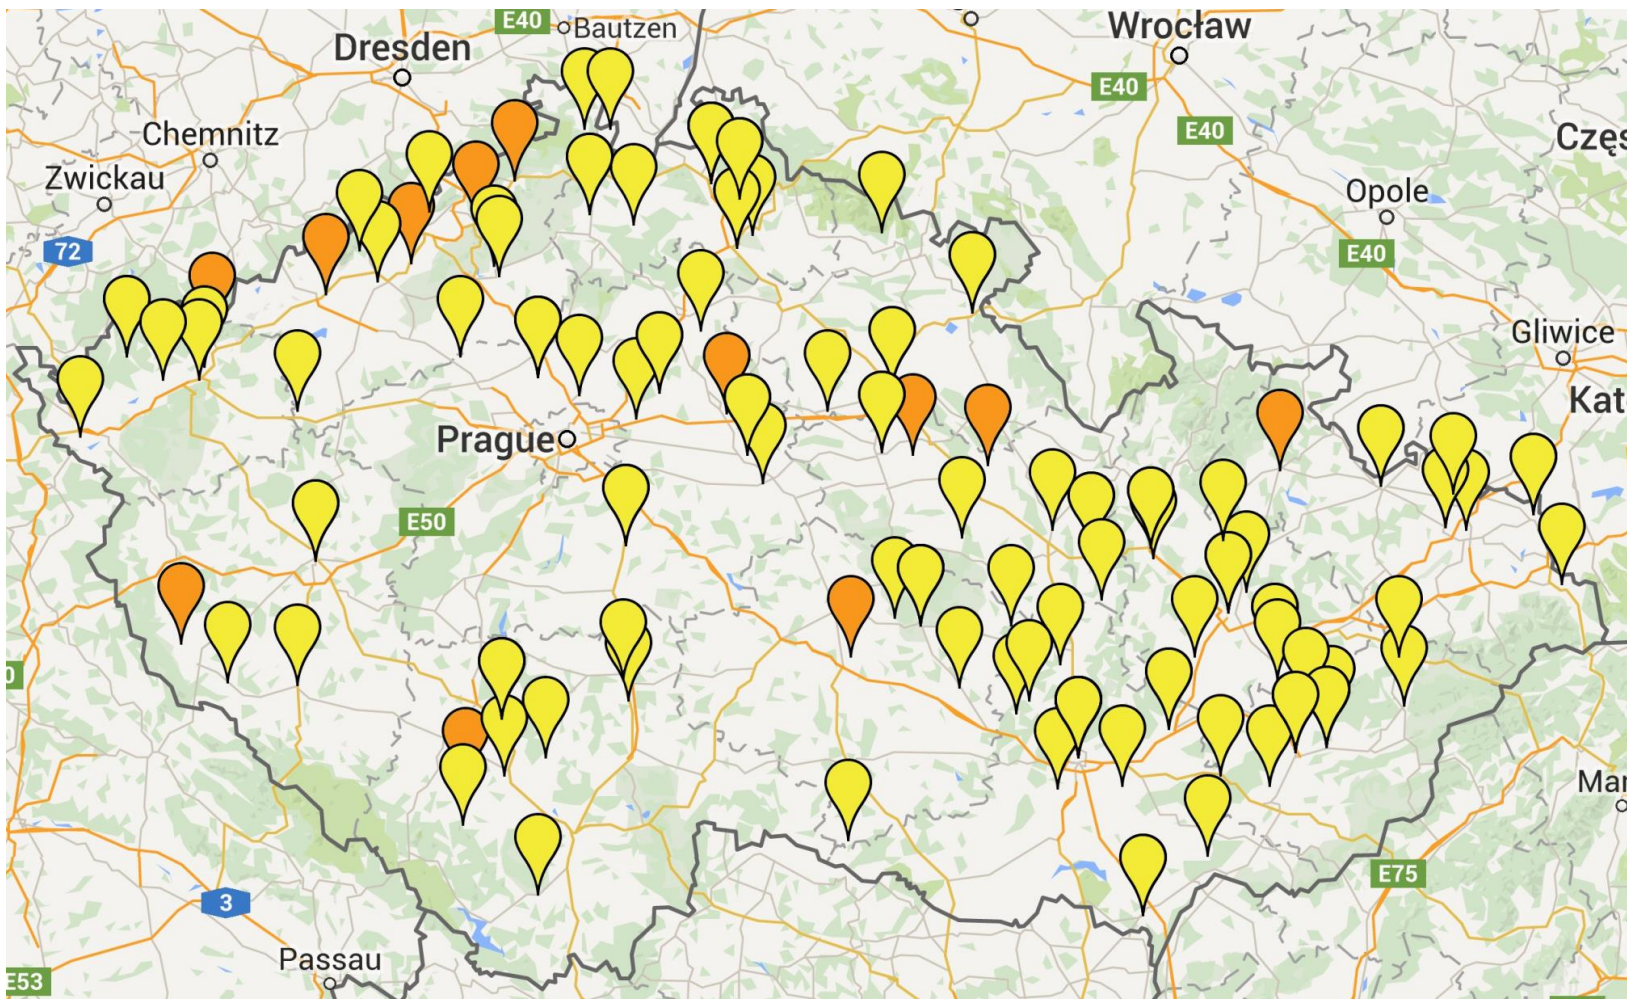 E40
Bautzen
Wrocław
Dresden
E40
Chemnitz
E40
Częs
Zwickau
Opole
72
E40
Gliwice
Kat
Prague
E50
0
Mar
E75
3
Passau
E53